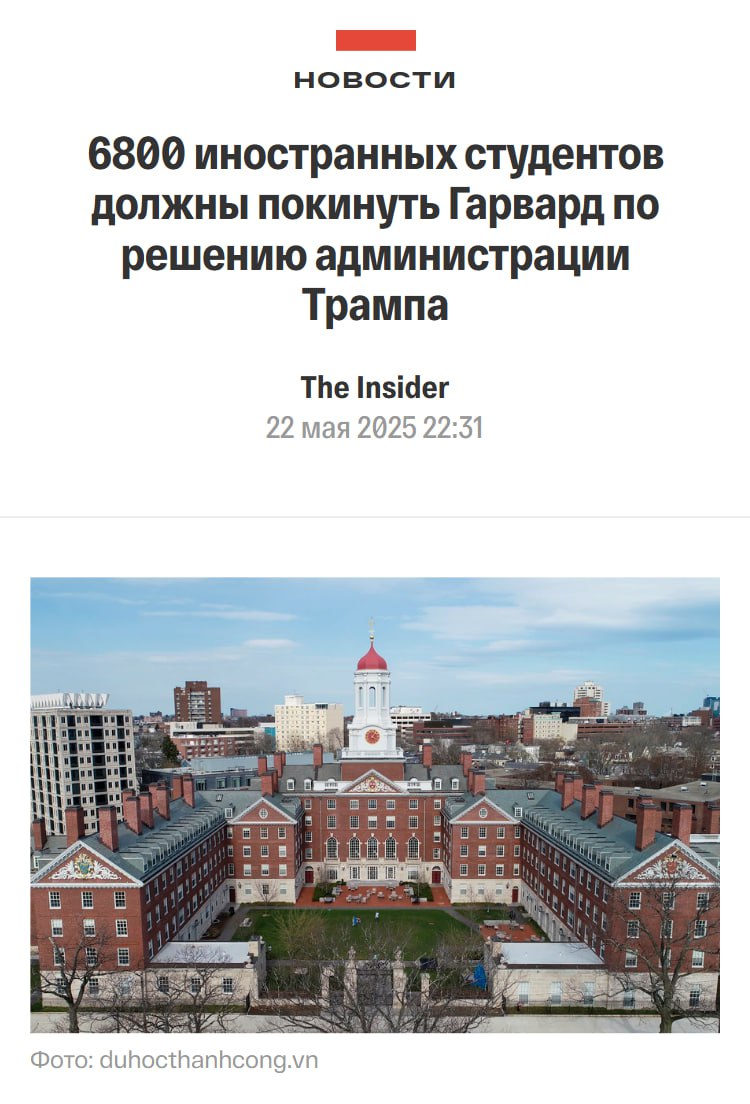 НОВОСТИ
6800 иностранных студентов
должны покинуть Гарвард по
решению администрации
Трампа
The Insider
22 мая 2025 22:31
Фото: duhocthanhcong.vn